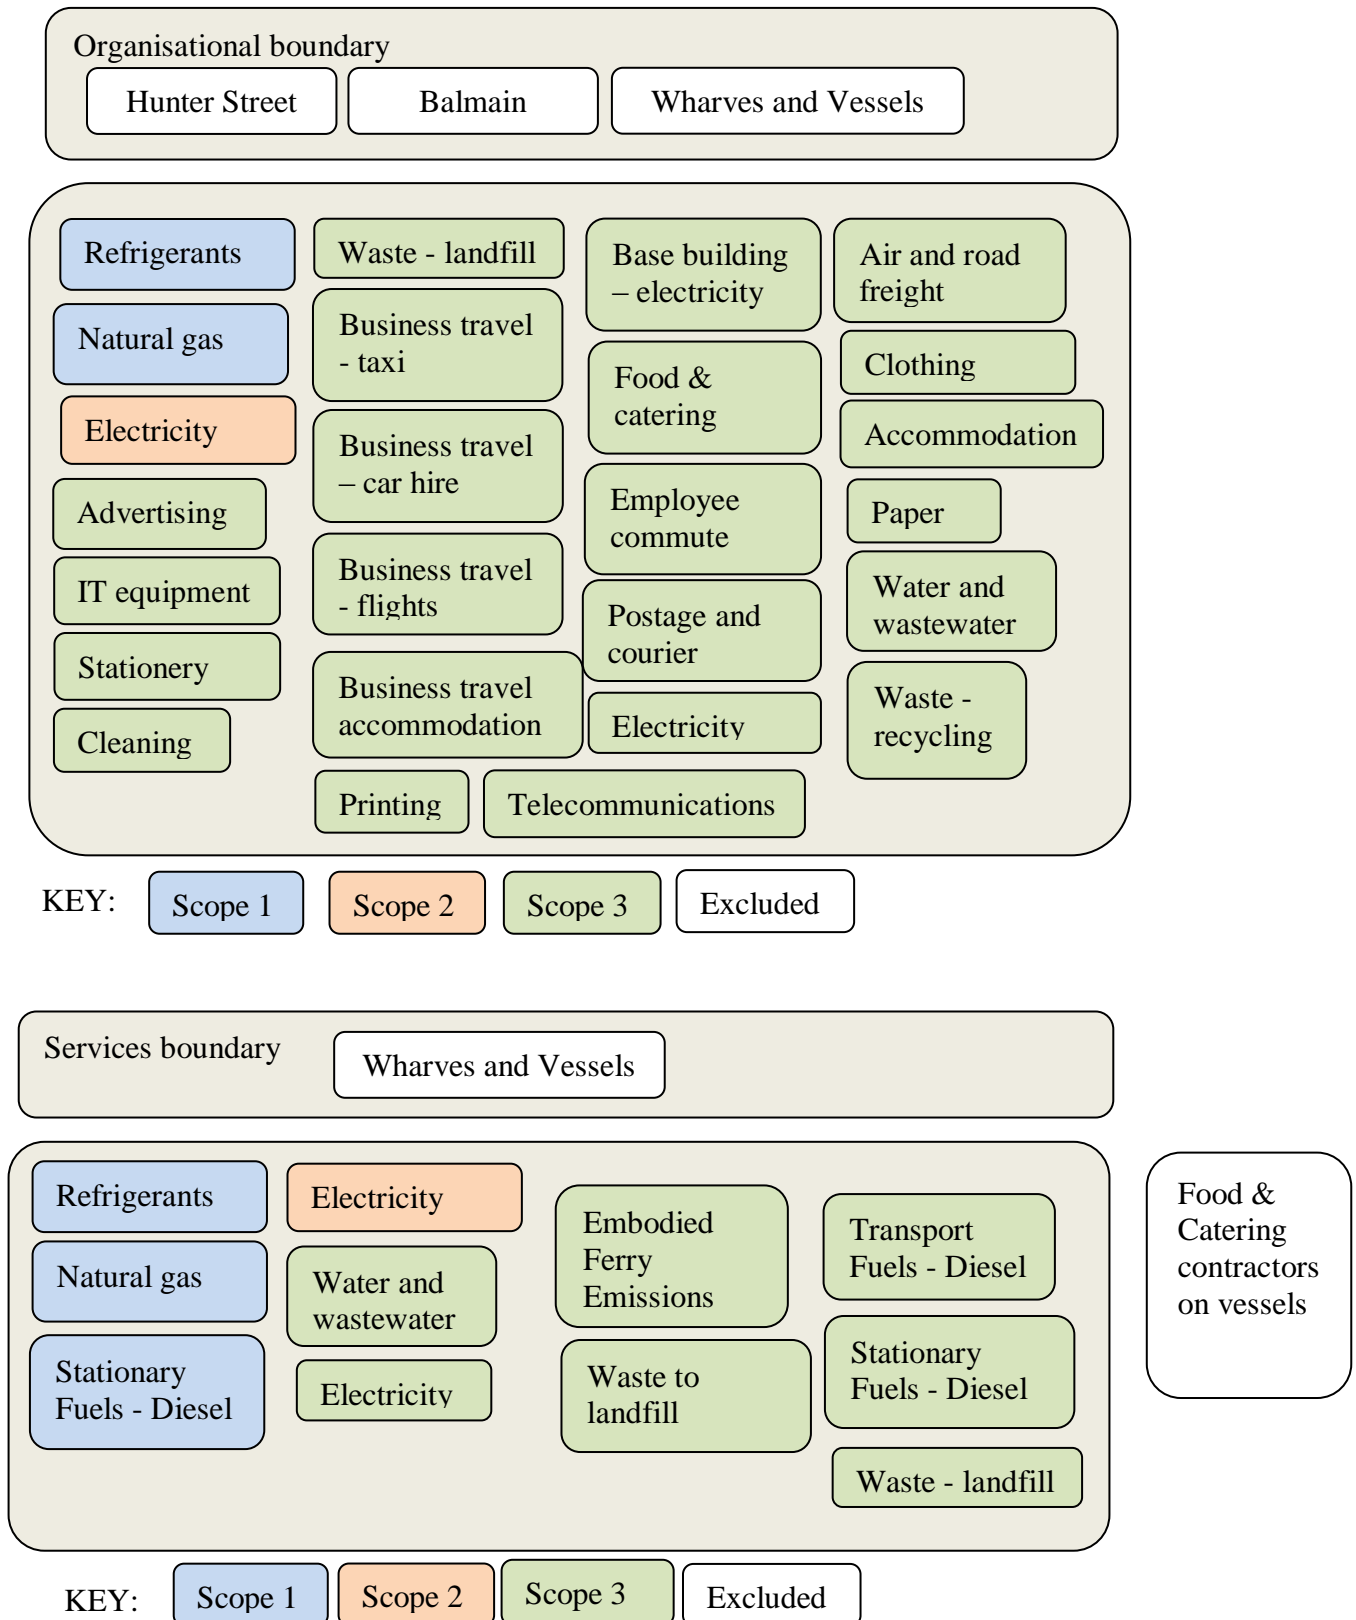 Organisational boundary
Hunter Street
Balmain
Wharves and Vessels
Refrigerants
Natural gas
Electricity
Advertising
IT equipment
Stationery
Cleaning
Waste - landfill
Business travel
- taxi
Business travel
– car hire
Business travel
- flights
Business travel
accommodation
Printing
Telecommunications
Base building
– electricity
Food &
catering
Employee
commute
Postage and
courier
Electricity
Air and road
freight
Clothing
Accommodation
Paper
Water and
wastewater
Waste -
recycling
KEY:
Scope 1
Scope 2
Scope 3
Excluded
Services boundary
Wharves and Vessels
Refrigerants
Natural gas
Stationary
Fuels - Diesel
Electricity
Water and
wastewater
Electricity
Embodied
Ferry
Emissions
Waste to
landfill
Transport
Fuels - Diesel
Stationary
Fuels - Diesel
Waste - landfill
Food &
Catering
contractors
on vessels
KEY:
Scope 1
Scope 2
Scope 3
Excluded